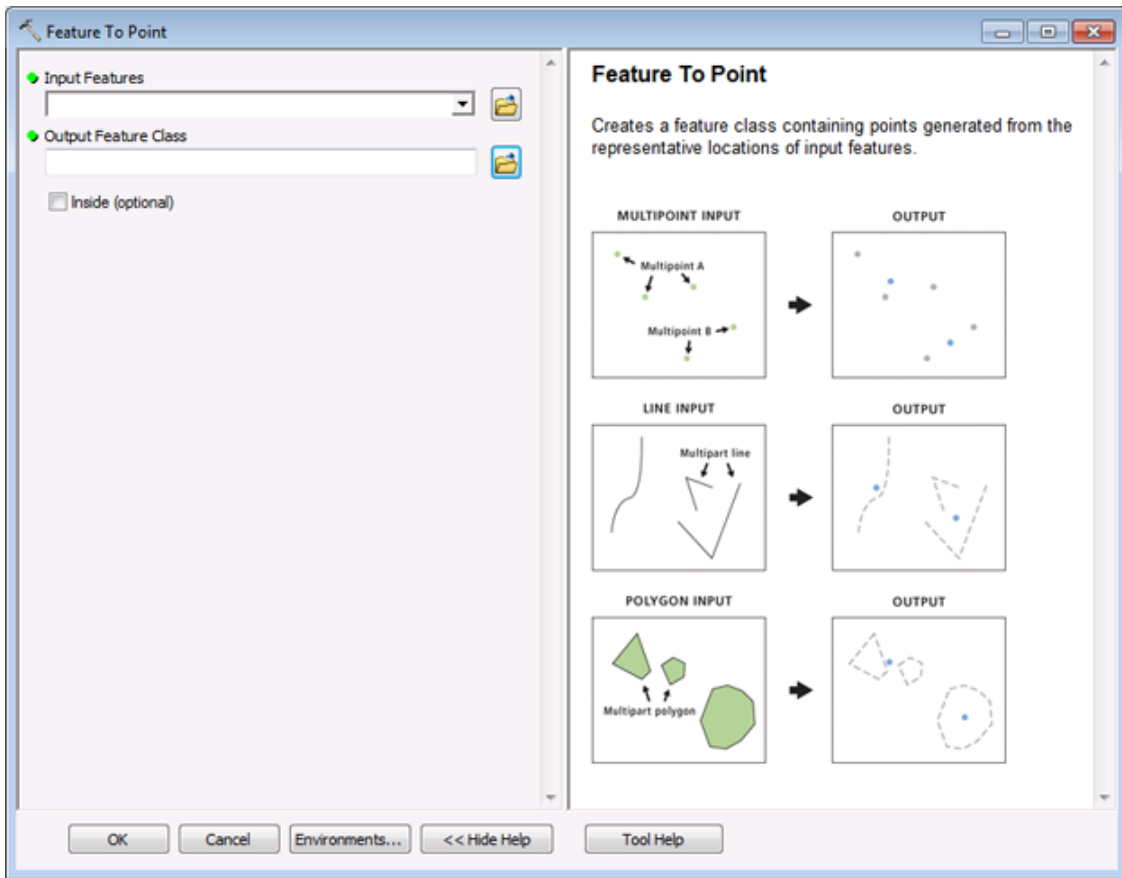 Feature To Point
Input Features
Output Feature Class
Inside (optional)
Feature To Point
Creates a feature class containing points generated from the
representative locations of input features.
MULTIPOINT INPUT
OUTPUT
Multipoint A
Multipoint B
LINE INPUT
OUTPUT
Multipart line
POLYGON INPUT
OUTPUT
Multipart polygon
OK
Cancel
Environments...
<< Hide Help
Tool Help